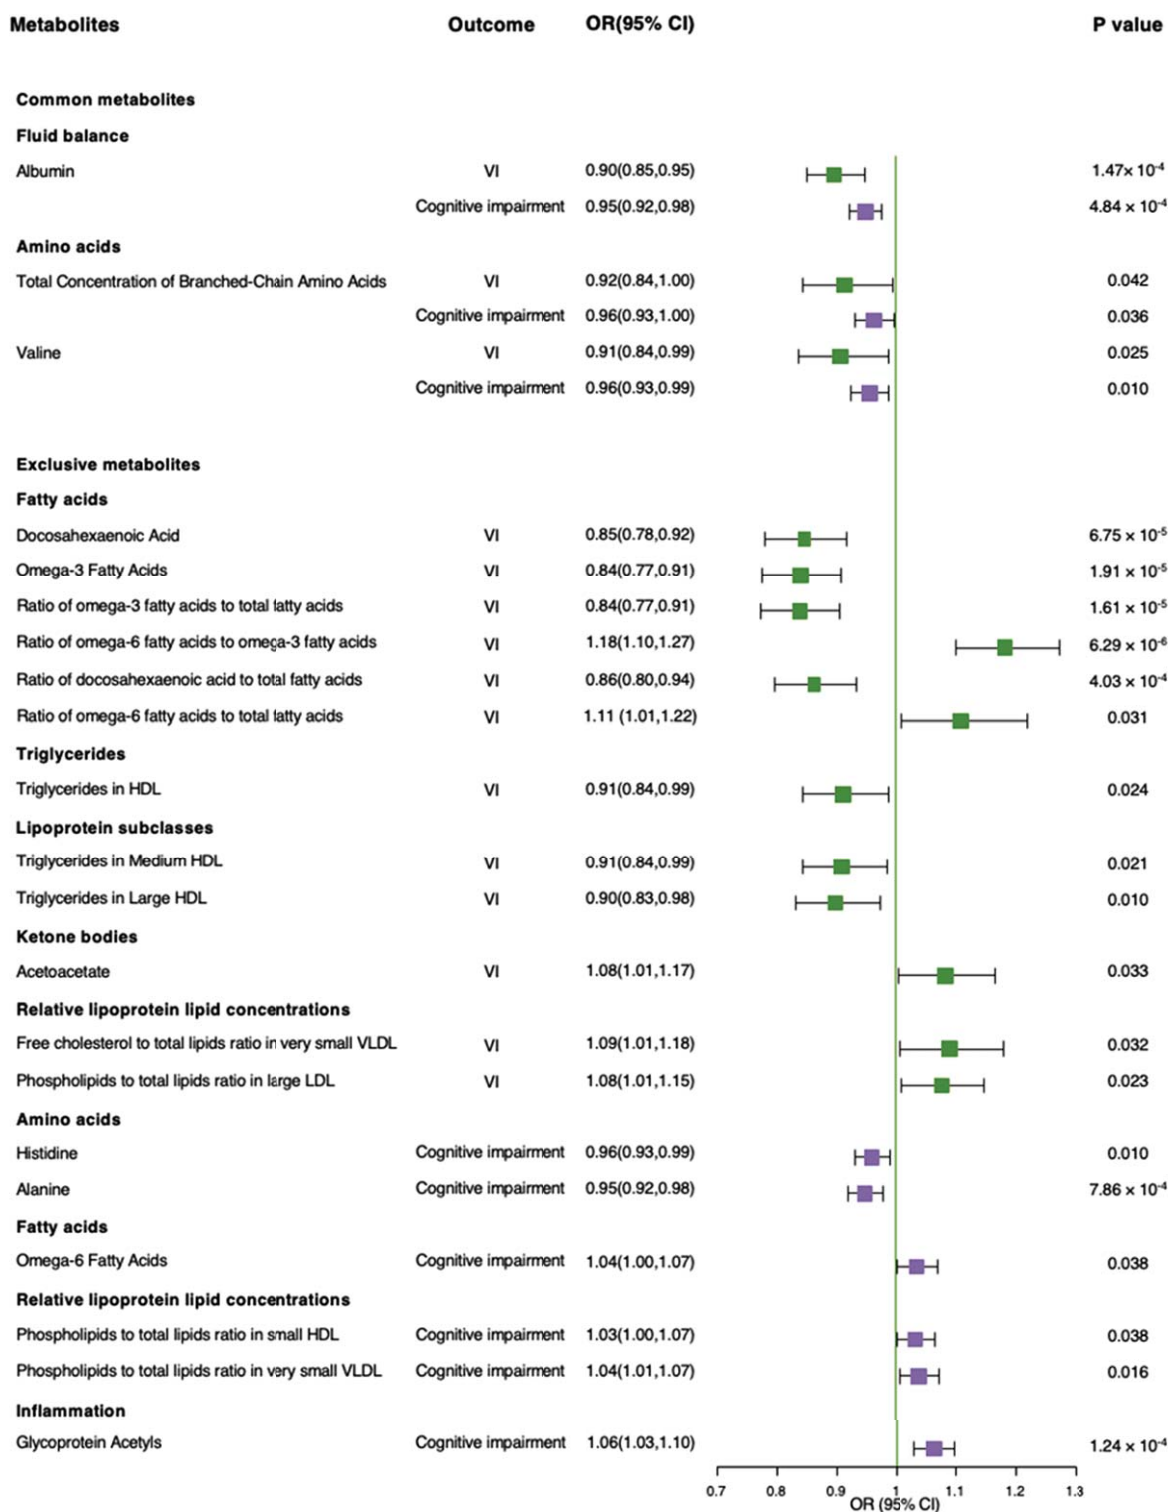 Metabolites Outcome OR(95% CI) P value
Common metabolites
Fluid balance
Albumin VI 0.90(0.85,0.95) 1.47× 10⁻⁴
Cognitive impairment 0.95(0.92,0.98) 4.84 × 10⁻⁴
Amino acids
Total Concentration of Branched-Chain Amino Acids VI 0.92(0.84,1.00) 0.042
Cognitive impairment 0.96(0.93,1.00) 0.036
Valine VI 0.91(0.84,0.99) 0.025
Cognitive impairment 0.96(0.93,0.99) 0.010
Exclusive metabolites
Fatty acids
Docosahexaenoic Acid VI 0.85(0.78,0.92) 6.75 × 10⁻⁵
Omega-3 Fatty Acids VI 0.84(0.77,0.91) 1.91 × 10⁻⁵
Ratio of omega-3 fatty acids to total fatty acids VI 0.84(0.77,0.91) 1.61 × 10⁻⁵
Ratio of omega-6 fatty acids to omega-3 fatty acids VI 1.18(1.10,1.27) 6.29 × 10⁻⁶
Ratio of docosahexaenoic acid to total fatty acids VI 0.86(0.80,0.94) 4.03 × 10⁻⁴
Ratio of omega-6 fatty acids to total fatty acids VI 1.11 (1.01,1.22) 0.031
Triglycerides
Triglycerides in HDL VI 0.91(0.84,0.99) 0.024
Lipoprotein subclasses
Triglycerides in Medium HDL VI 0.91(0.84,0.99) 0.021
Triglycerides in Large HDL VI 0.90(0.83,0.98) 0.010
Ketone bodies
Acetoacetate VI 1.08(1.01,1.17) 0.033
Relative lipoprotein lipid concentrations
Free cholesterol to total lipids ratio in very small VLDL VI 1.09(1.01,1.18) 0.032
Phospholipids to total lipids ratio in large LDL VI 1.08(1.01,1.15) 0.023
Amino acids
Histidine Cognitive impairment 0.96(0.93,0.99) 0.010
Alanine Cognitive impairment 0.95(0.92,0.98) 7.86 × 10⁻⁴
Fatty acids
Omega-6 Fatty Acids Cognitive impairment 1.04(1.00,1.07) 0.038
Relative lipoprotein lipid concentrations
Phospholipids to total lipids ratio in small HDL Cognitive impairment 1.03(1.00,1.07) 0.038
Phospholipids to total lipids ratio in very small VLDL Cognitive impairment 1.04(1.01,1.07) 0.016
Inflammation
Glycoprotein Acetyls Cognitive impairment 1.06(1.03,1.10) 1.24 × 10⁻⁴
0.7 0.8 0.9 1 1.1 1.2 1.3
OR (95% CI)